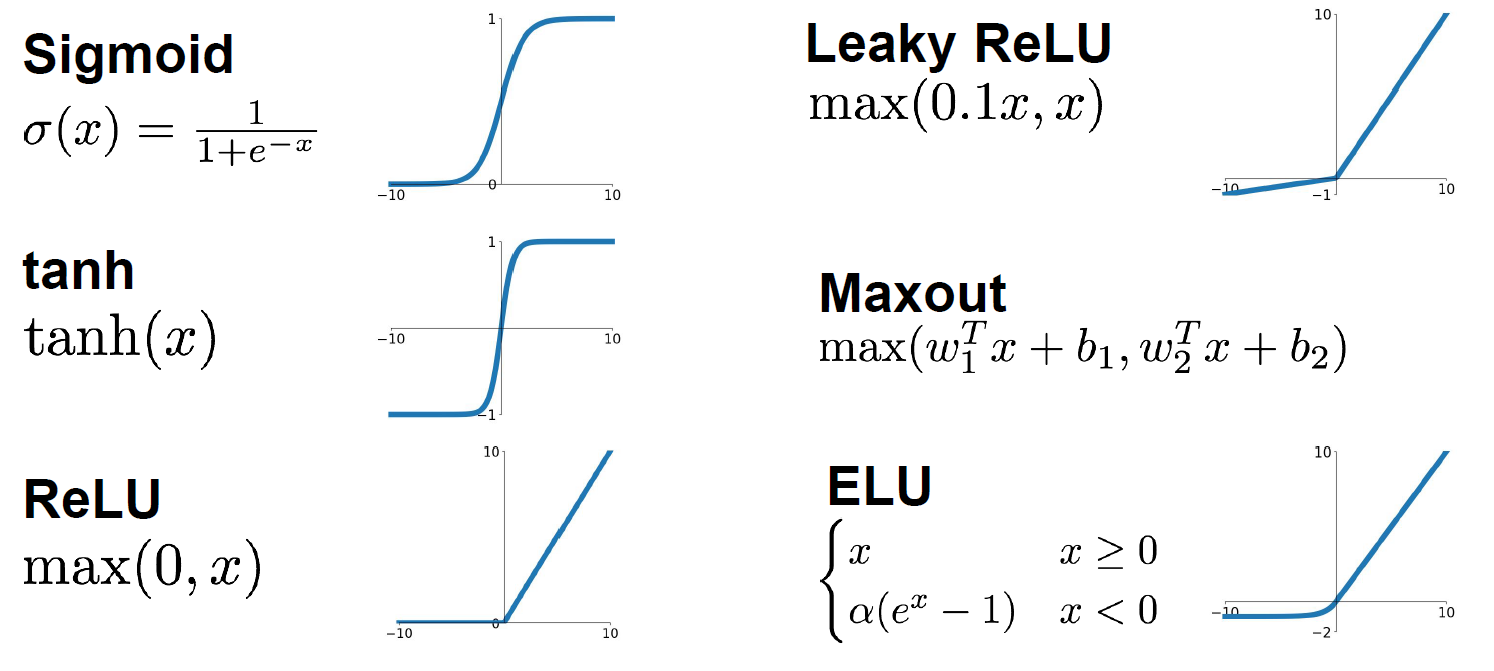 Sigmoid
σ(x) = 1/(1+e^{-x})
1
0
−10
10
tanh
tanh(x)
1
−10
10
−1
ReLU
max(0, x)
10
0
−10
10
Leaky ReLU
max(0.1x, x)
10
−10
−1
10
Maxout
max(w_1^T x + b_1, w_2^T x + b_2)
ELU
{ x x ≥ 0
α(e^x − 1) x < 0
10
−10
−2
10